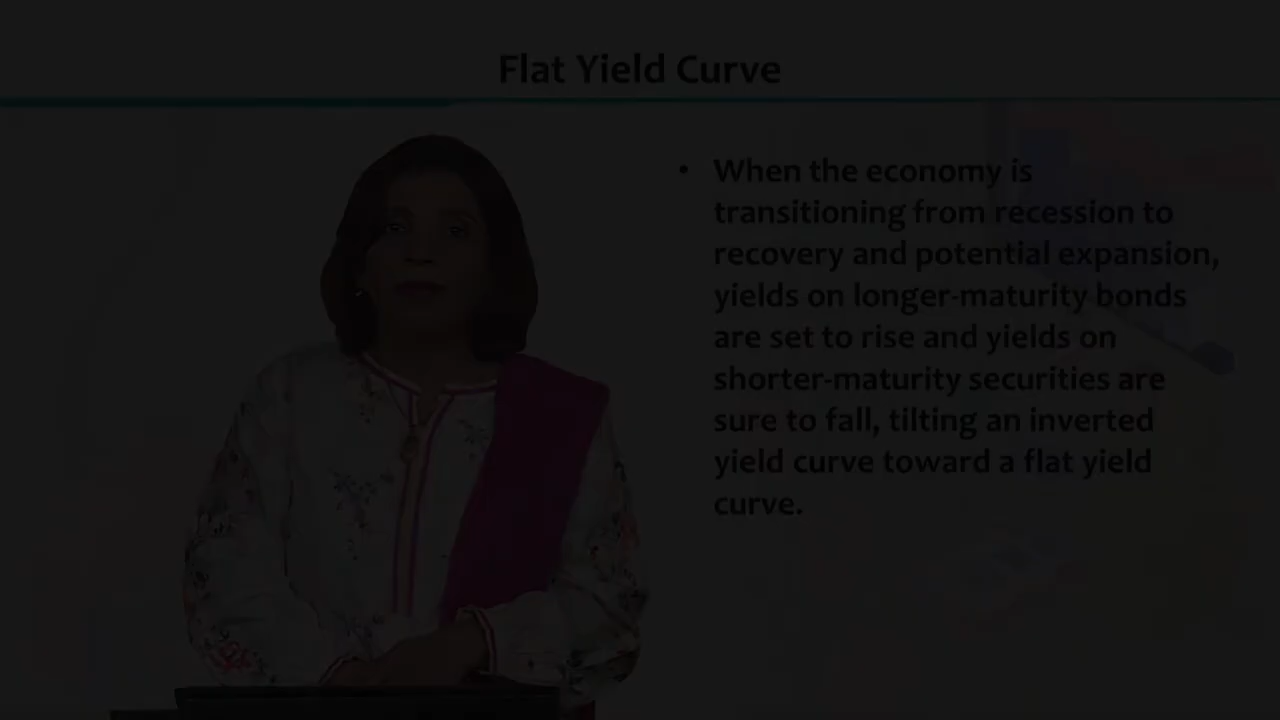 Flat Yield Curve
• When the economy is
transitioning from recession to
recovery and potential expansion,
yields on longer-maturity bonds
are set to rise and yields on
shorter-maturity securities are
sure to fall, tilting an inverted
yield curve toward a flat yield
curve.